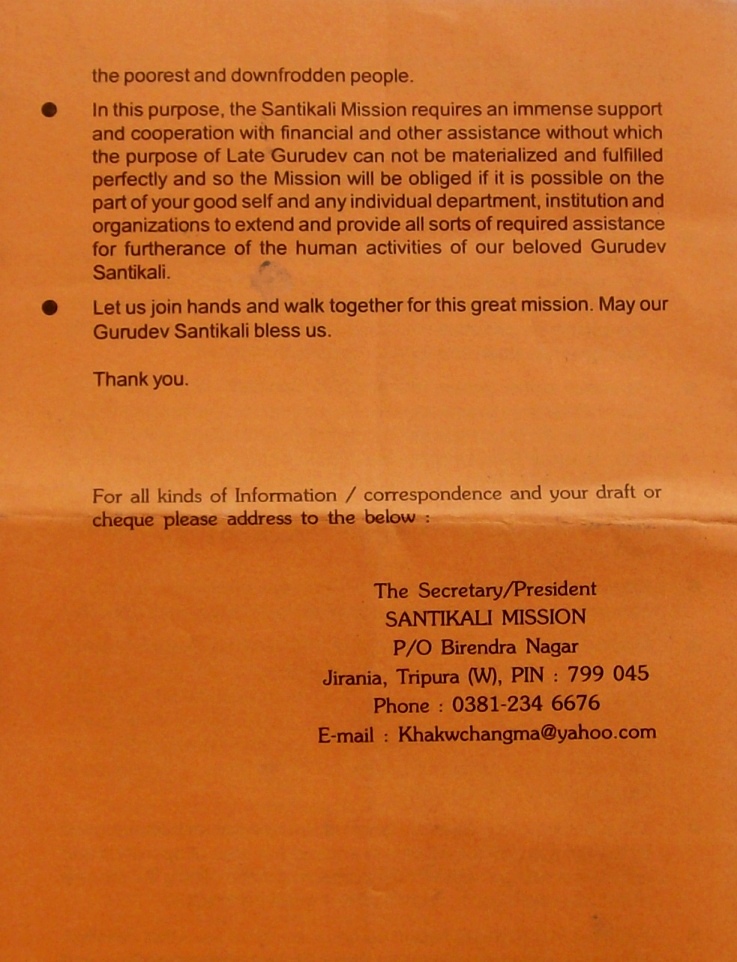 the poorest and downfrodden people.
● In this purpose, the Santikali Mission requires an immense support
and cooperation with financial and other assistance without which
the purpose of Late Gurudev can not be materialized and fulfilled
perfectly and so the Mission will be obliged if it is possible on the
part of your good self and any individual department, institution and
organizations to extend and provide all sorts of required assistance
for furtherance of the human activities of our beloved Gurudev
Santikali.
● Let us join hands and walk together for this great mission. May our
Gurudev Santikali bless us.
Thank you.
For all kinds of Information / correspondence and your draft or
cheque please address to the below :
The Secretary/President
SANTIKALI MISSION
P/O Birendra Nagar
Jirania, Tripura (W), PIN : 799 045
Phone : 0381-234 6676
E-mail : Khakwchangma@yahoo.com